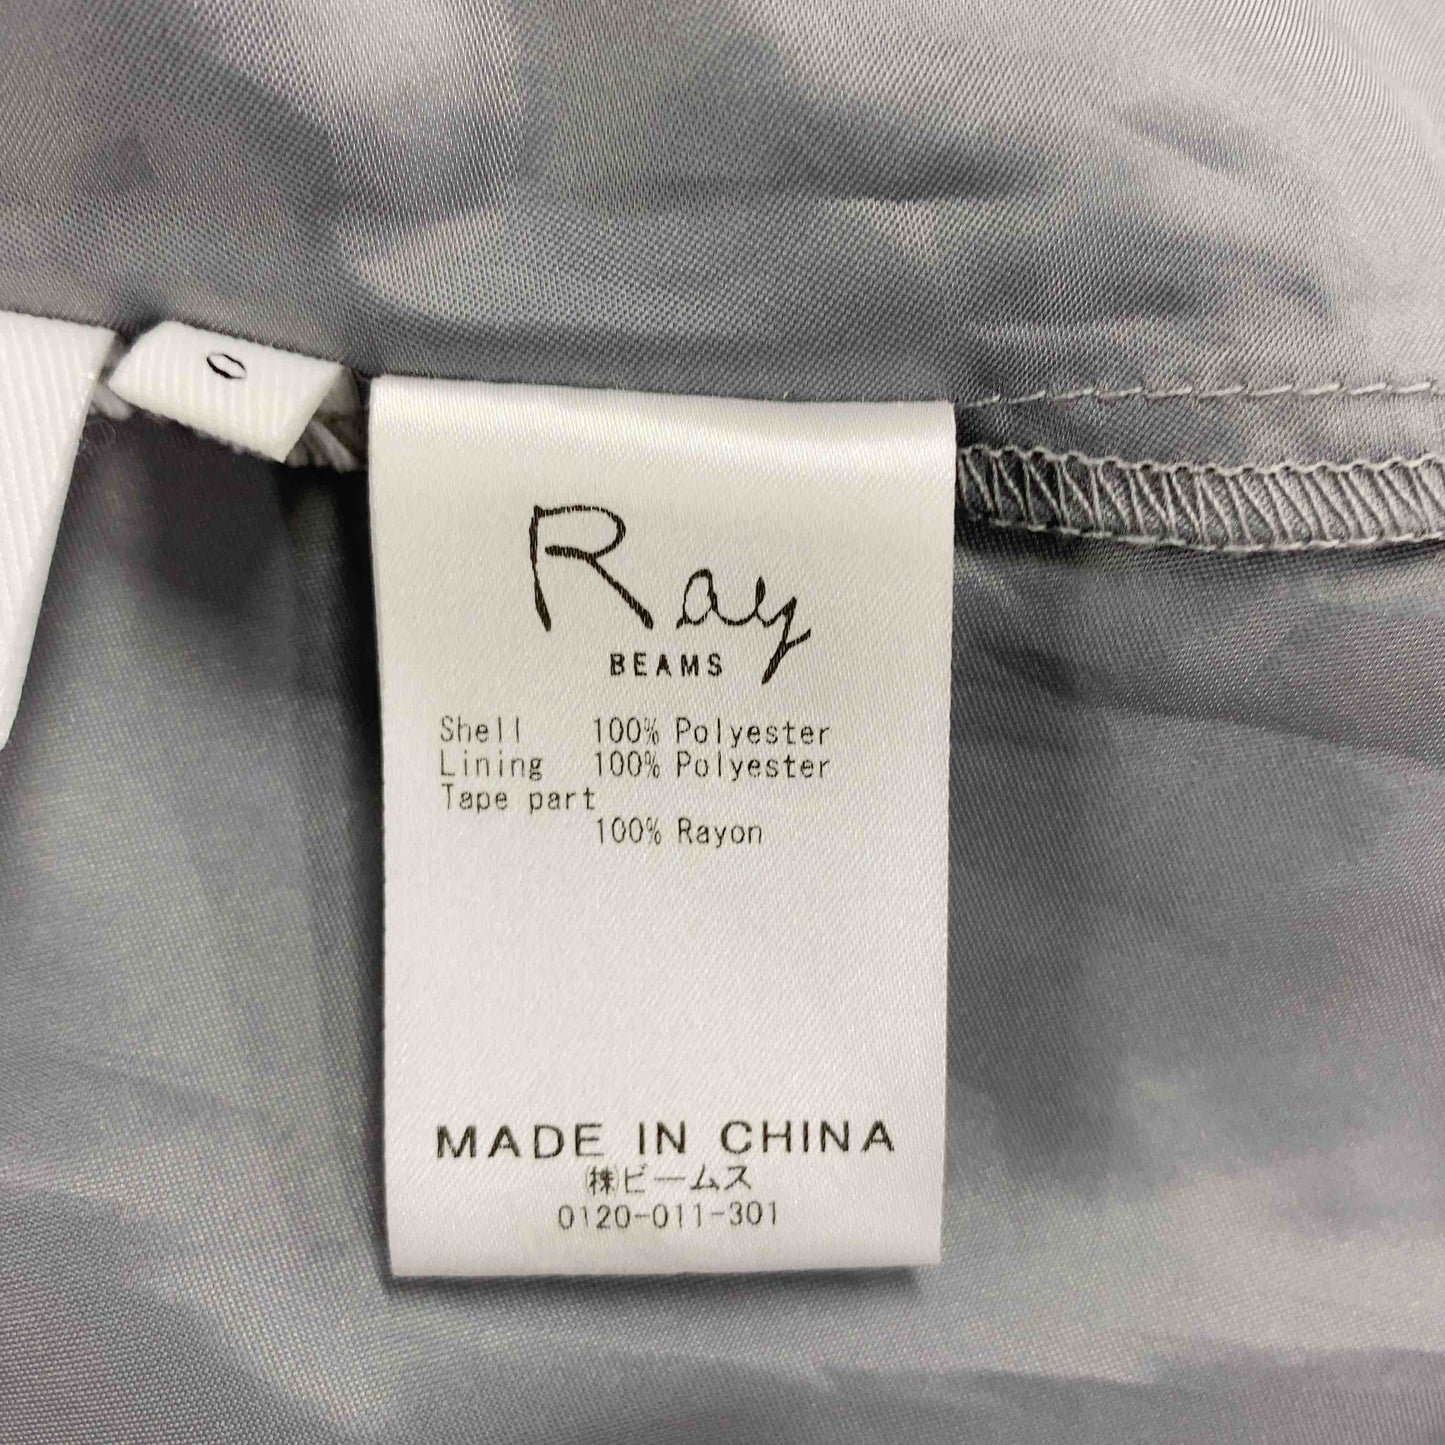 0
Ray
BEAMS
Shell 100% Polyester
Lining 100% Polyester
Tape part
100% Rayon
MADE IN CHINA
㈱ビームス
0120-011-301